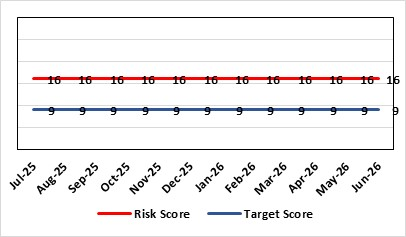 16 16 16 16 16 16 16 16 16 16 16 16
9 9 9 9 9 9 9 9 9 9 9 9
Jul-25 Aug-25 Sep-25 Oct-25 Nov-25 Dec-25 Jan-26 Feb-26 Mar-26 Apr-26 May-26 Jun-26
Risk Score Target Score